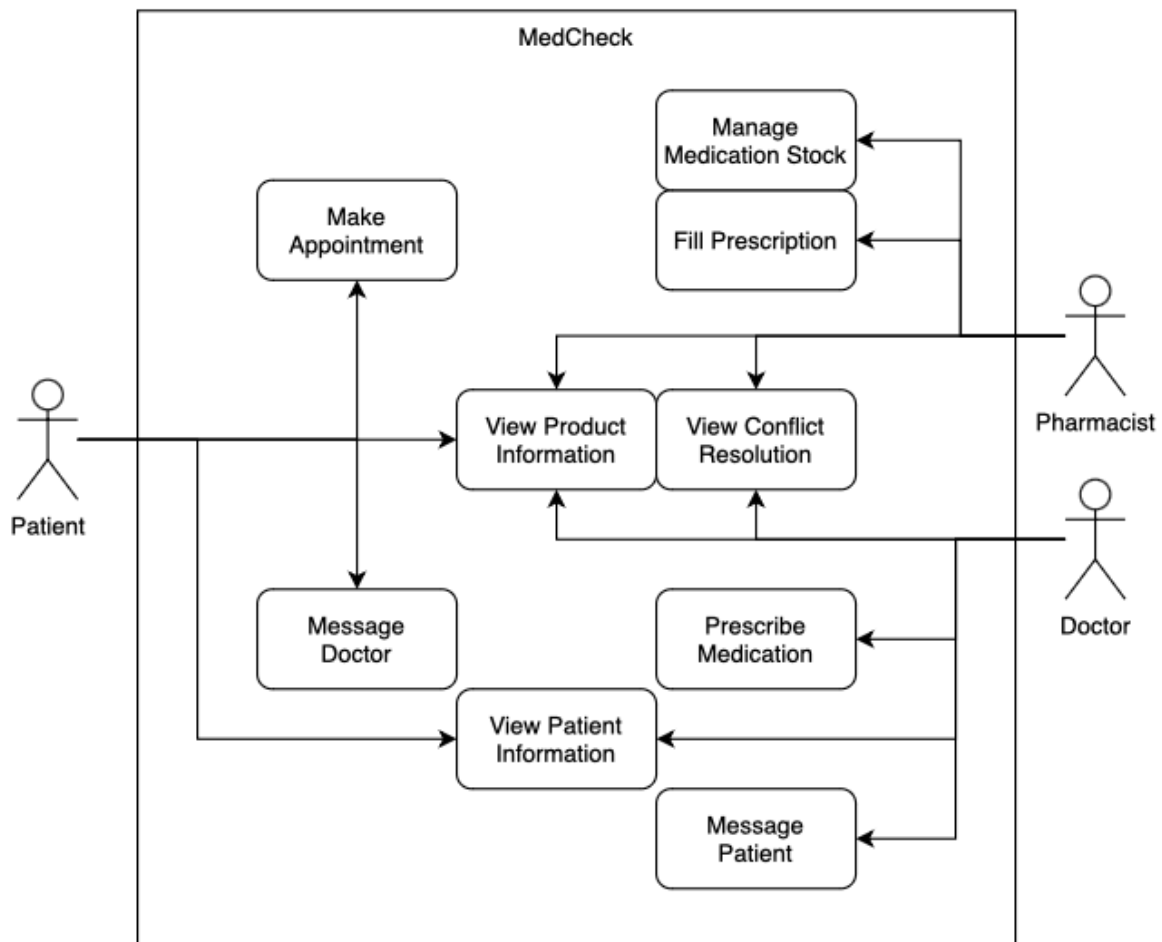 MedCheck
Manage
Medication Stock
Make
Appointment
Fill Prescription
View Product
Information
View Conflict
Resolution
Pharmacist
Patient
Message
Doctor
Prescribe
Medication
Doctor
View Patient
Information
Message
Patient